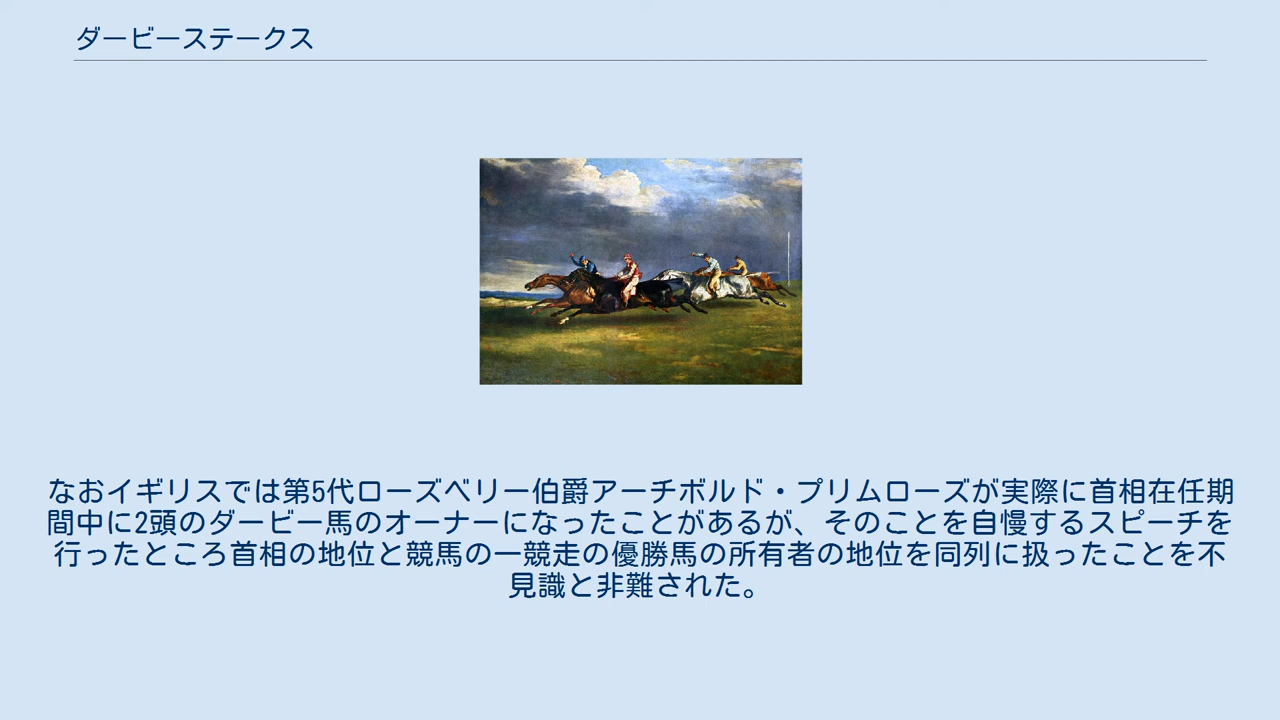 ダービーステークス
なおイギリスでは第5代ローズベリー伯爵アーチボルド・プリムローズが実際に首相在任期
間中に2頭のダービー馬のオーナーになったことがあるが、そのことを自慢するスピーチを
行ったところ首相の地位と競馬の一競走の優勝馬の所有者の地位を同列に扱ったことを不
見識と非難された。